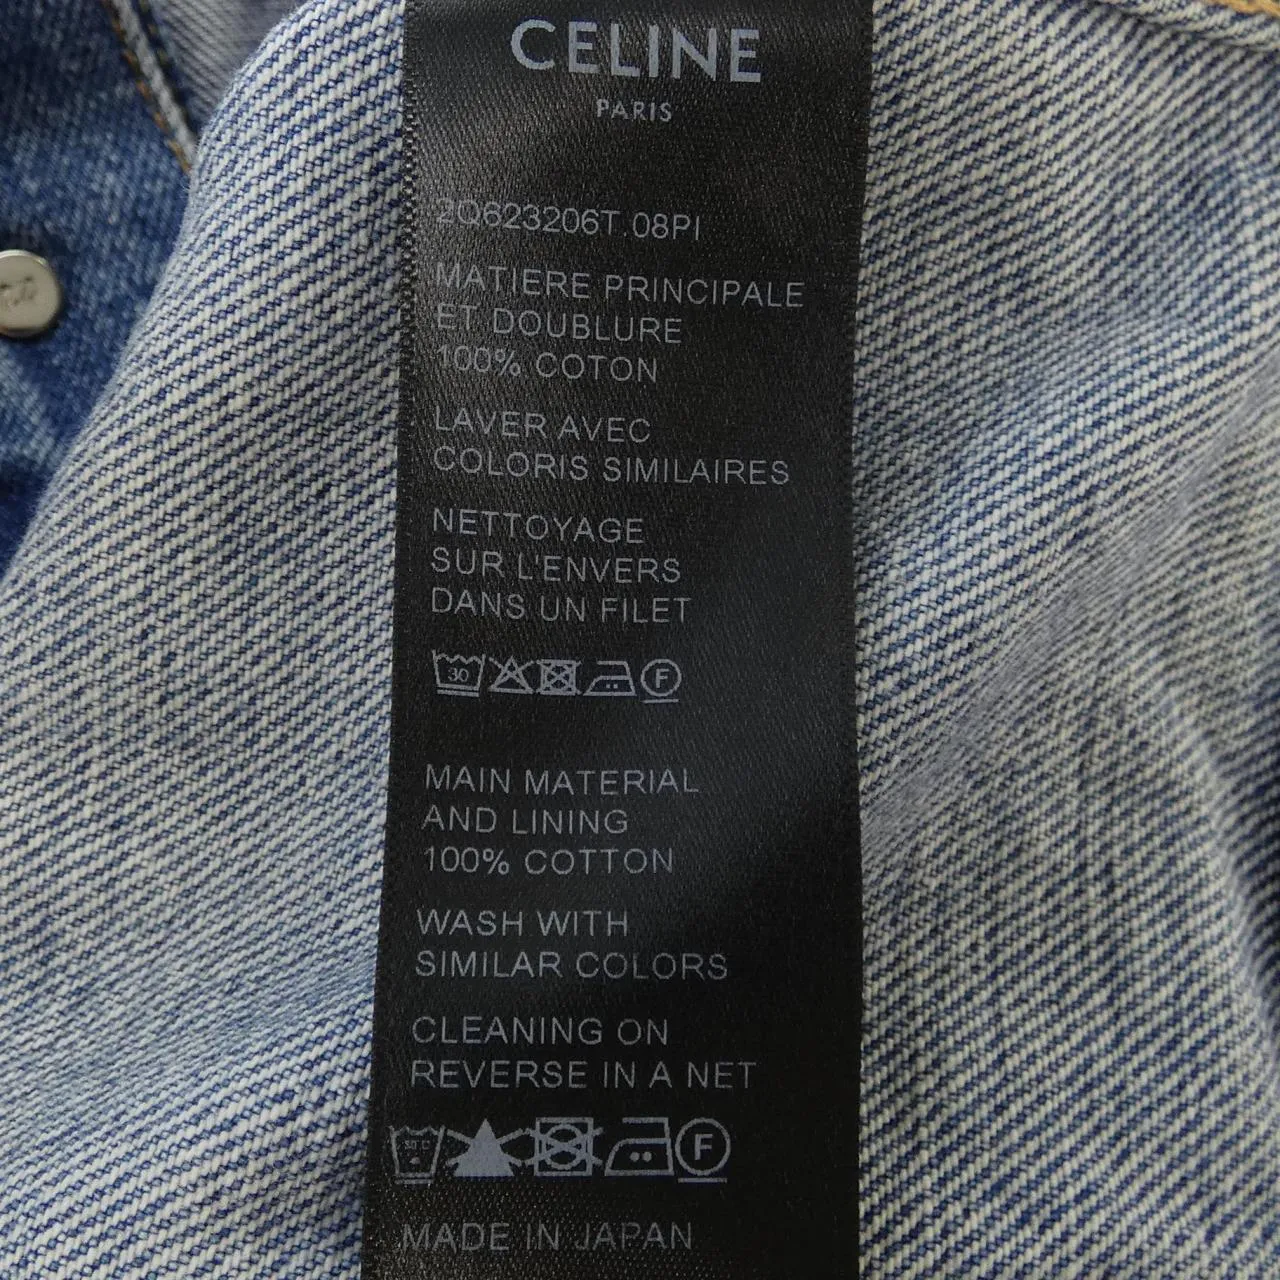 CELINE
PARIS
2Q623206T.08PI
MATIERE PRINCIPALE
ET DOUBLURE
100% COTON
LAVER AVEC
COLORIS SIMILAIRES
NETTOYAGE
SUR L'ENVERS
DANS UN FILET
30 F
MAIN MATERIAL
AND LINING
100% COTTON
WASH WITH
SIMILAR COLORS
CLEANING ON
REVERSE IN A NET
30°C F
MADE IN JAPAN